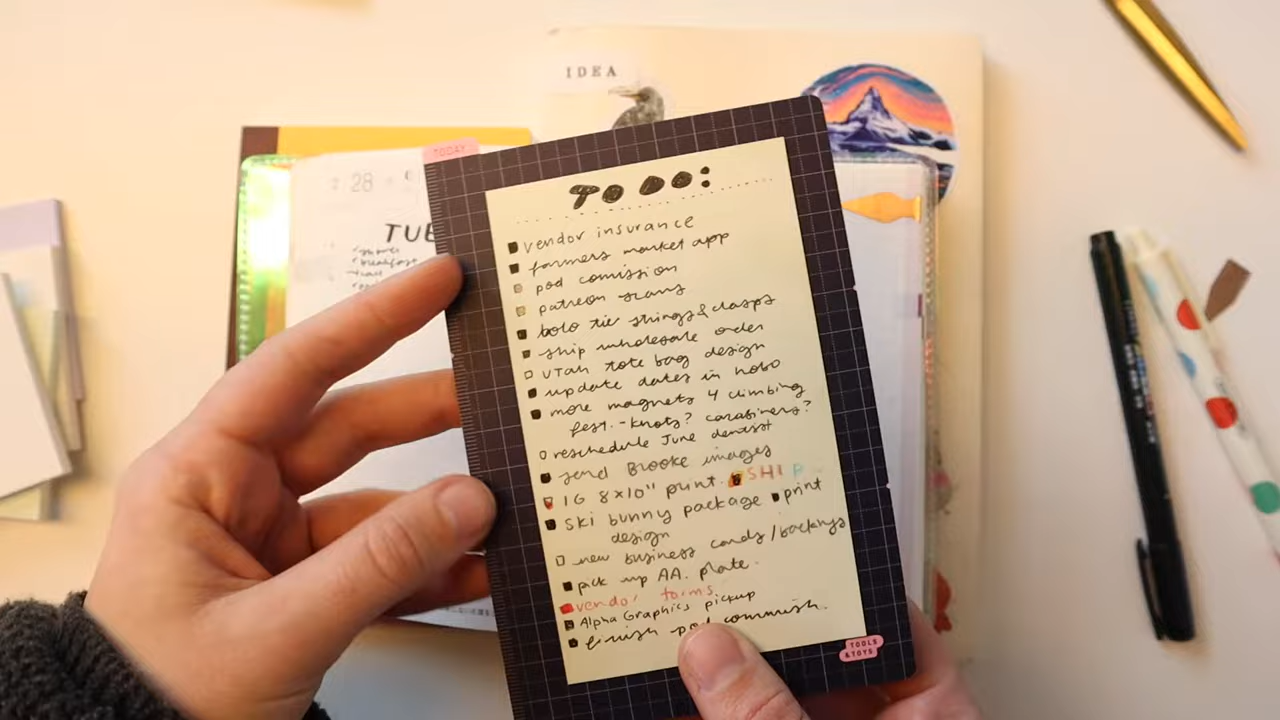 IDEA
TODAY
28
TUE
breakfast
TO DO:
vendor insurance
farmers market app
pod comission
patreon scans
bolo tie strings & clasps
ship wholesale order
UTAH tote bag design
update dates in hobo
more magnets 4 climbing
fest. - knots? carabiners?
reschedule June dentist
send Brooke images
IG 8x10" print. SHIP
ski bunny package print
design
new business cards/backings
pick up AA. plate.
vendor forms
Alpha Graphics pickup
finish pod commish.
TOOLS
& TOYS